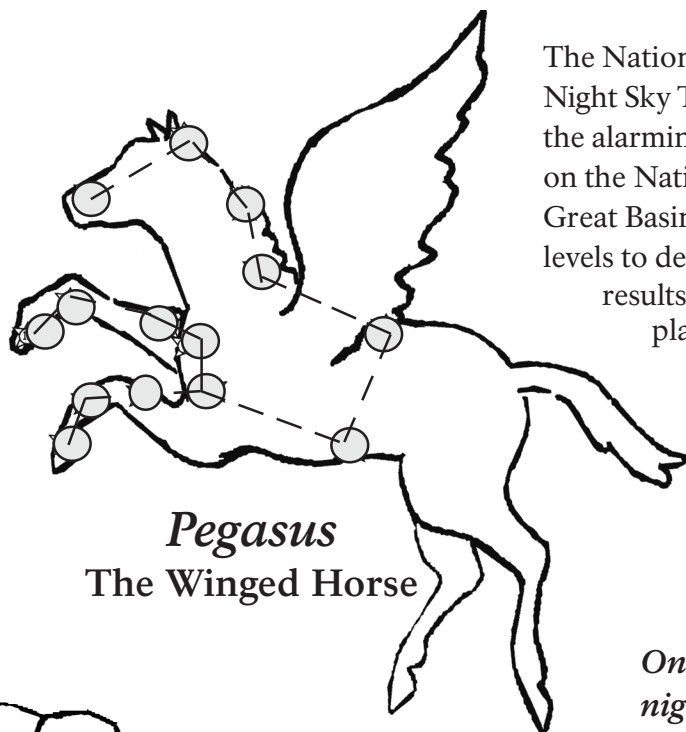 The Nation
Night Sky T
the alarmin
on the Nati
Great Basin
levels to de
results
pla
Pegasus
The Winged Horse
On
nig